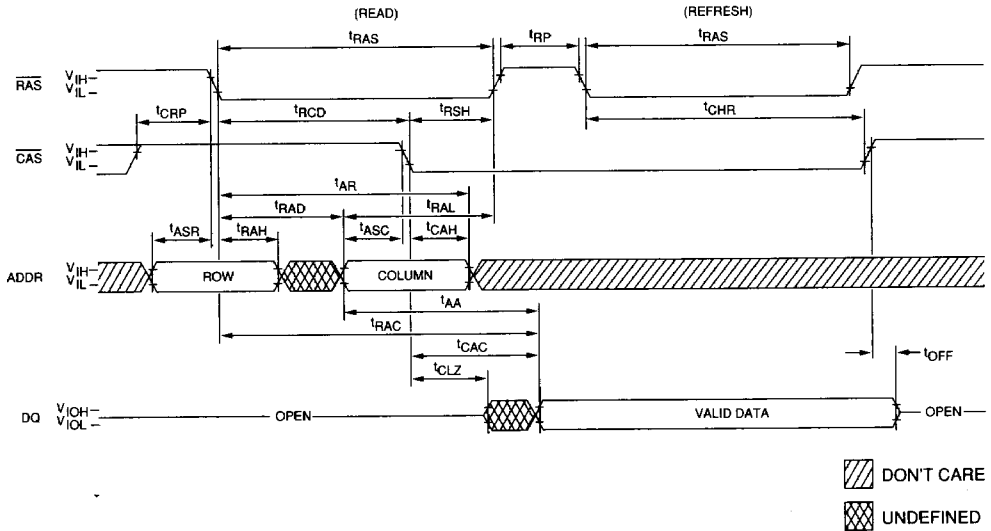 (READ) (REFRESH)
tRAS tRP tRAS
RAS VIH VIL
tCRP tRCD tRSH tCHR
CAS VIH VIL
tAR
tRAD tRAL
tASR tRAH tASC tCAH
ADDR VIH VIL ROW COLUMN
tAA
tRAC
tCAC tOFF
tCLZ
DQ VIOH VIOL OPEN VALID DATA OPEN
DON'T CARE
UNDEFINED